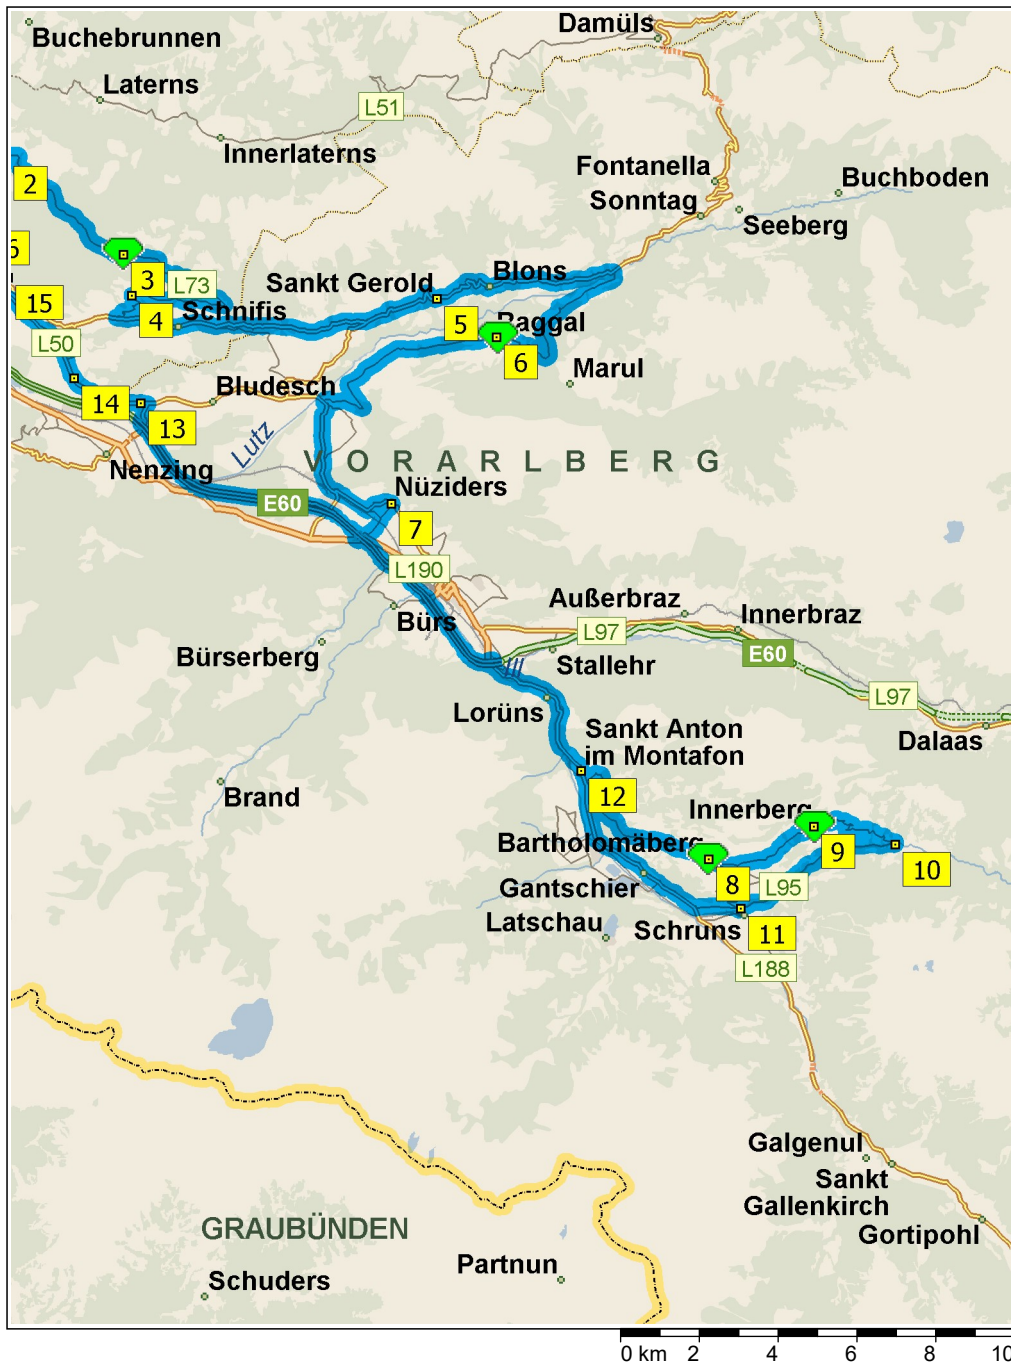 Damüls
Buchebrunnen
Laterns
L51
Innerlaterns
Fontanella
Buchboden
2
Sonntag
Seeberg
3
L73
Sankt Gerold
Blons
15
4
Schnifis
5
Raggal
L50
6
Marul
Bludesch
14
13
Lutz
Nenzing
VORARLBERG
Nüziders
E60
7
L190
Außerbraz
Innerbraz
Bürs
L97
Bürserberg
Stallehr
E60
L97
Lorüns
Dalaas
Sankt Anton
im Montafon
Brand
12
Innerberg
Bartholomäberg
9
10
Gantschier
8
L95
Latschau
Schruns
11
L188
Galgenul
Sankt
Gallenkirch
GRAUBÜNDEN
Gortipohl
Partnun
Schuders
0 km 2 4 6 8 10